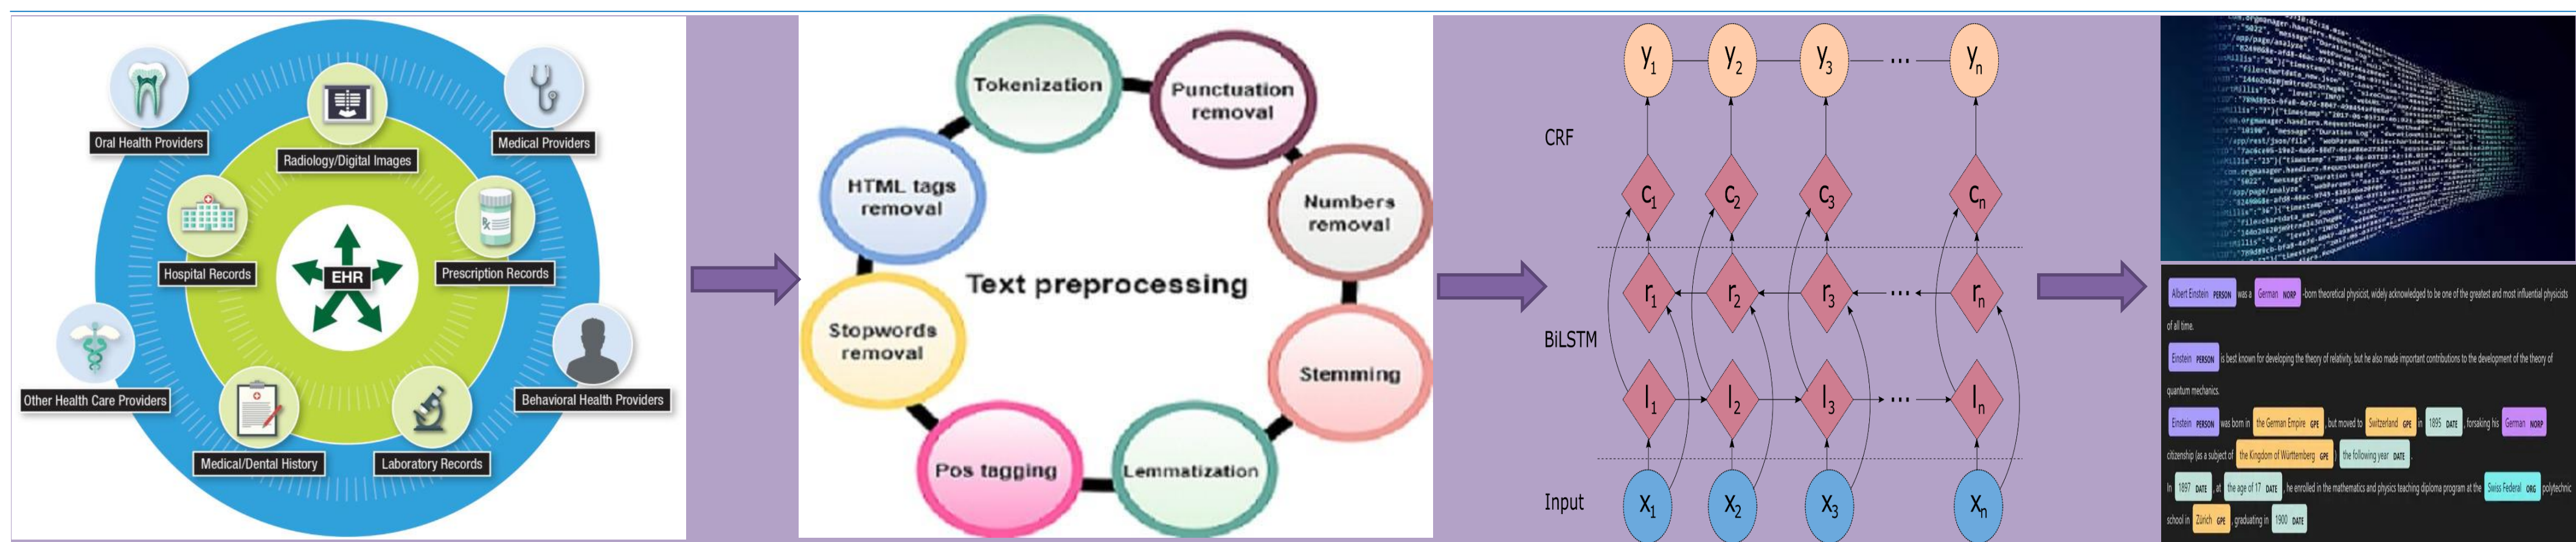 Oral Health Providers
Medical Providers
Radiology/Digital Images
Hospital Records
Prescription Records
EHR
Other Health Care Providers
Behavioral Health Providers
Medical/Dental History
Laboratory Records
Tokenization
Punctuation
removal
HTML tags
removal
Numbers
removal
Text preprocessing
Stopwords
removal
Stemming
Pos tagging
Lemmatization
y1 y2 y3 ... yn
CRF
c1 c2 c3 cn
r1 r2 r3 ... rn
BiLSTM
l1 l2 l3 ... ln
Input
x1 x2 x3 xn
Albert Einstein PERSON was a German NORP -born theoretical physicist, widely acknowledged to be one of the greatest and most influential physicists
of all time.
Einstein PERSON is best known for developing the theory of relativity, but he also made important contributions to the development of the theory of
quantum mechanics.
Einstein PERSON was born in the German Empire GPE , but moved to Switzerland GPE in 1895 DATE , forsaking his German NORP
citizenship (as a subject of the Kingdom of Württemberg GPE ) the following year DATE .
In 1897 DATE , at the age of 17 DATE , he enrolled in the mathematics and physics teaching diploma program at the Swiss Federal ORG polytechnic
school in Zürich GPE , graduating in 1900 DATE